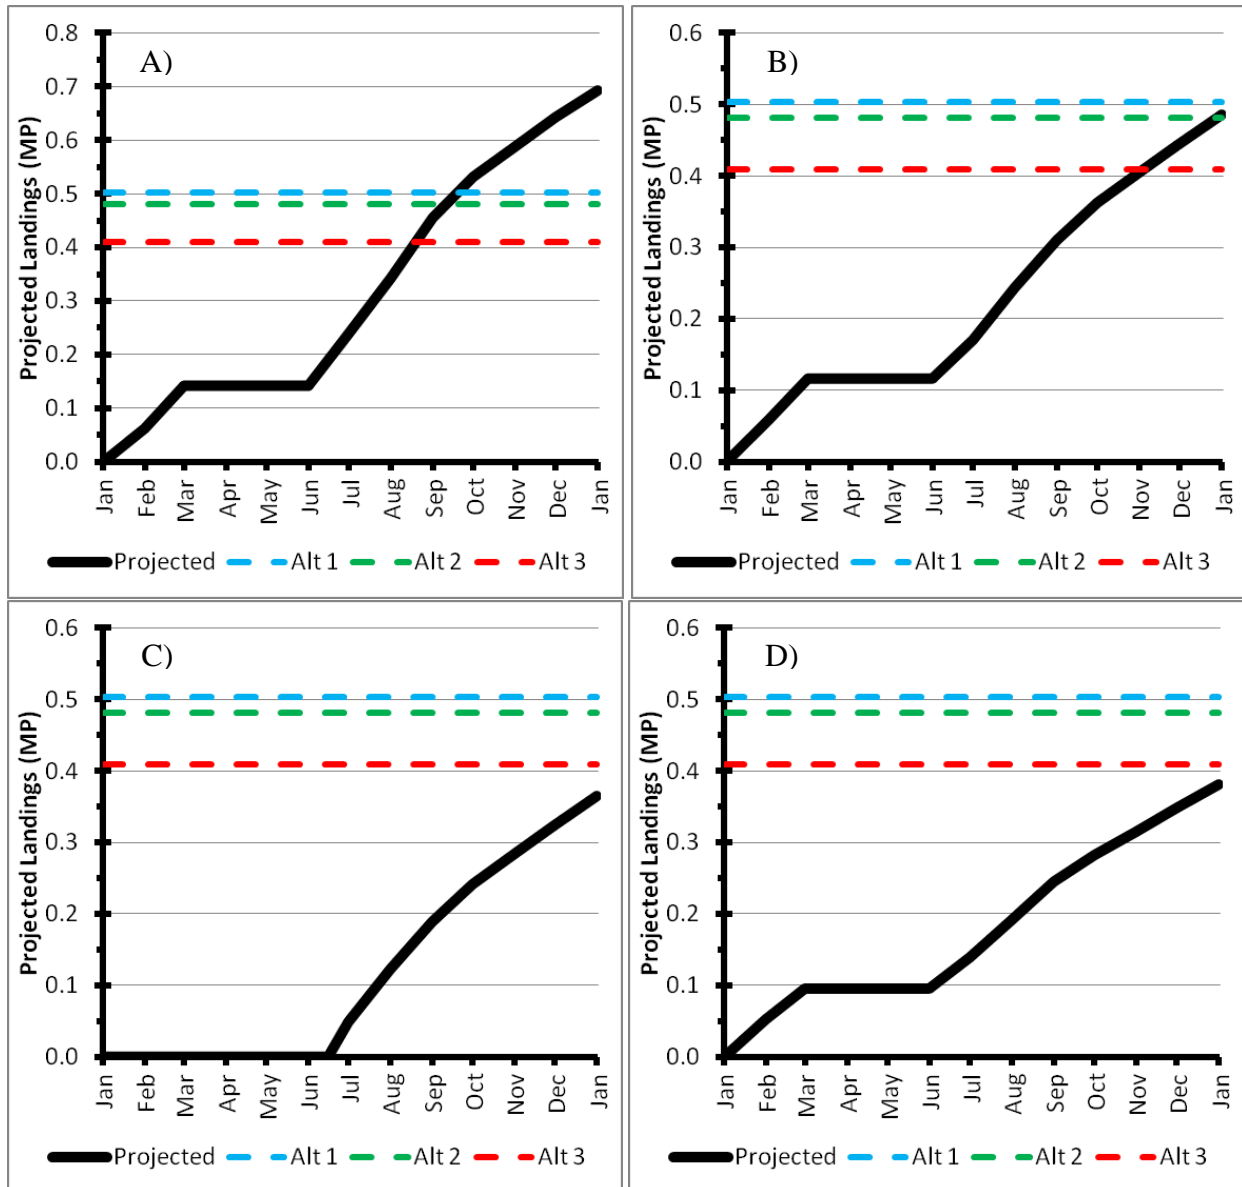 A)
Projected Landings (MP)
0.8
0.7
0.6
0.5
0.4
0.3
0.2
0.1
0.0
Jan Feb Mar Apr May Jun Jul Aug Sep Oct Nov Dec Jan
Projected Alt 1 Alt 2 Alt 3
B)
Projected Landings (MP)
0.6
0.5
0.4
0.3
0.2
0.1
0.0
Jan Feb Mar Apr May Jun Jul Aug Sep Oct Nov Dec Jan
Projected Alt 1 Alt 2 Alt 3
C)
Projected Landings (MP)
0.6
0.5
0.4
0.3
0.2
0.1
0.0
Jan Feb Mar Apr May Jun Jul Aug Sep Oct Nov Dec Jan
Projected Alt 1 Alt 2 Alt 3
D)
Projected Landings (MP)
0.6
0.5
0.4
0.3
0.2
0.1
0.0
Jan Feb Mar Apr May Jun Jul Aug Sep Oct Nov Dec Jan
Projected Alt 1 Alt 2 Alt 3